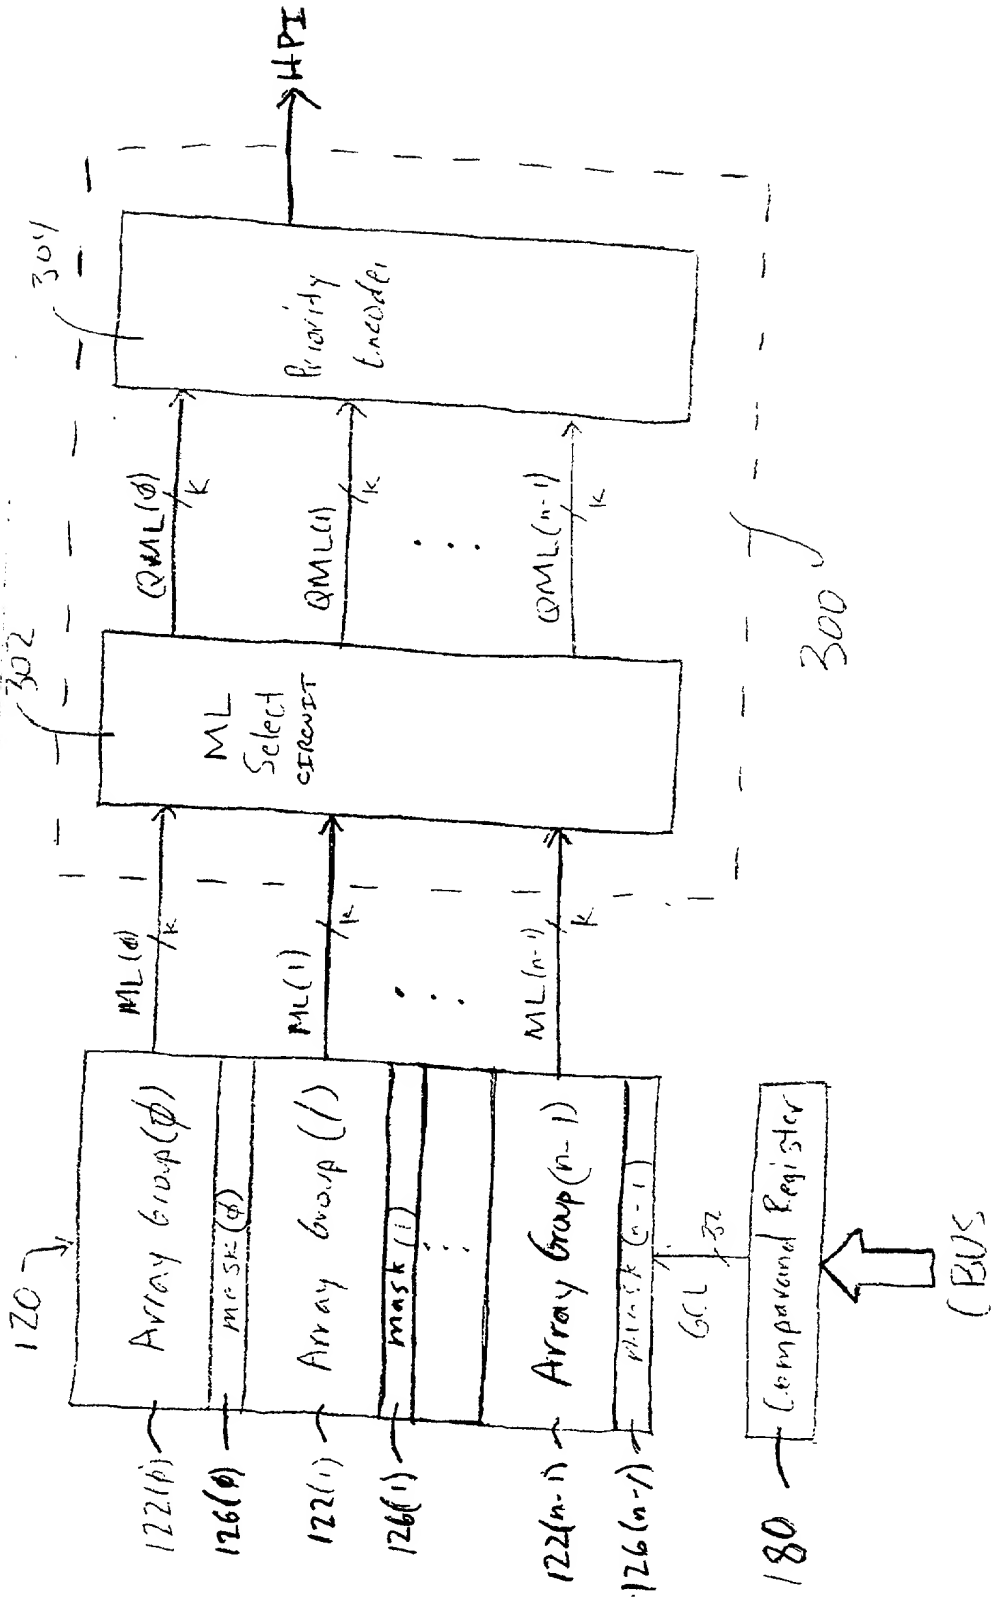 120
122(φ)
Array Group(φ)
126(φ)
mask(φ)
122(1)
Array Group (1)
126(1)
mask (1)
122(n-1)
Array Group(n-1)
126(n-1)
mask(n-1)
GCL
32
180
Comparand Register
CBUS
ML(φ)
K
ML(1)
K
ML(n-1)
K
302
ML
Select
CIRCUIT
QML(φ)
K
QML(1)
K
QML(n-1)
K
304
Priority
Encoder
300
HPI